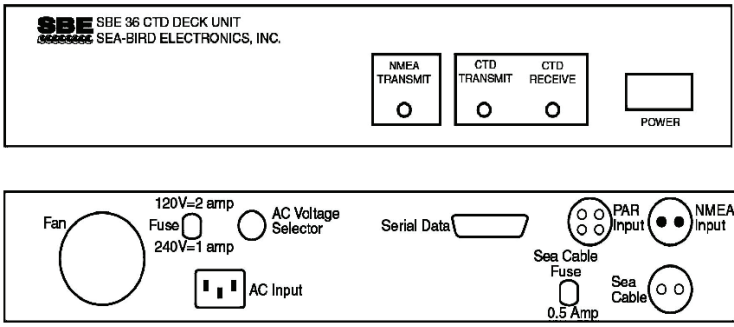 SBE SBE 36 CTD DECK UNIT
SEA-BIRD ELECTRONICS, INC.
NMEA
TRANSMIT
CTD
TRANSMIT
CTD
RECEIVE
POWER
Fan
120V=2 amp
Fuse
240V=1 amp
AC Voltage
Selector
AC Input
Serial Data
PAR
Input
NMEA
Input
Sea Cable
Fuse
0.5 Amp
Sea
Cable